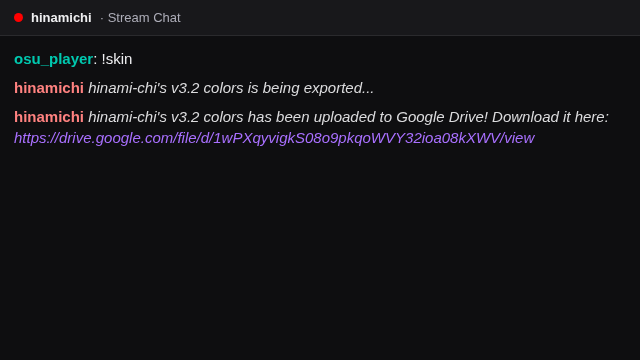 hinamichi · Stream Chat
osu_player: !skin
hinamichi hinami-chi's v3.2 colors is being exported...
hinamichi hinami-chi's v3.2 colors has been uploaded to Google Drive! Download it here:
https://drive.google.com/file/d/1wPXqyvigkS08o9pkqoWVY32ioa08kXWV/view